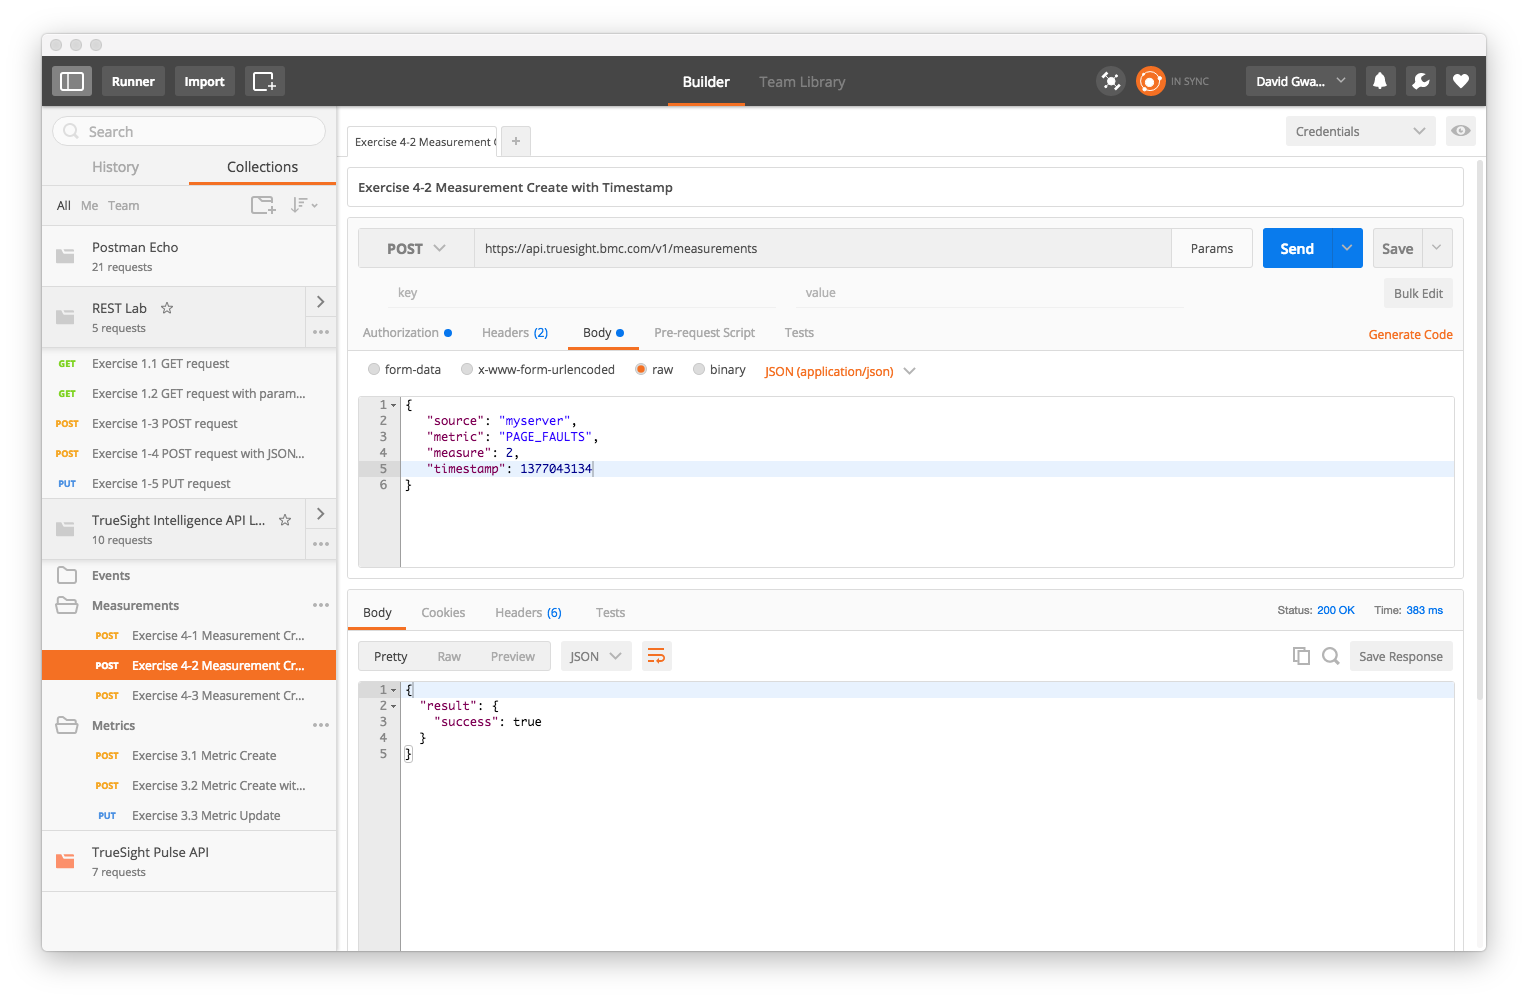 Runner
Import
Builder
Team Library
IN SYNC
David Gwa...
Search
History
Collections
All Me Team
Postman Echo
21 requests
REST Lab
5 requests
GET Exercise 1.1 GET request
GET Exercise 1.2 GET request with param...
POST Exercise 1-3 POST request
POST Exercise 1-4 POST request with JSON...
PUT Exercise 1-5 PUT request
TrueSight Intelligence API L...
10 requests
Events
Measurements
POST Exercise 4-1 Measurement Cr...
POST Exercise 4-2 Measurement Cr...
POST Exercise 4-3 Measurement Cr...
Metrics
POST Exercise 3.1 Metric Create
POST Exercise 3.2 Metric Create wit...
PUT Exercise 3.3 Metric Update
TrueSight Pulse API
7 requests
Exercise 4-2 Measurement
+
Credentials
Exercise 4-2 Measurement Create with Timestamp
POST
https://api.truesight.bmc.com/v1/measurements
Params
Send
Save
key
value
Bulk Edit
Authorization
Headers (2)
Body
Pre-request Script
Tests
Generate Code
form-data
x-www-form-urlencoded
raw
binary
JSON (application/json)
1 {
2 "source": "myserver",
3 "metric": "PAGE_FAULTS",
4 "measure": 2,
5 "timestamp": 1377043134
6 }
Body
Cookies
Headers (6)
Tests
Status: 200 OK
Time: 383 ms
Pretty
Raw
Preview
JSON
Save Response
1 {
2 "result": {
3 "success": true
4 }
5 }